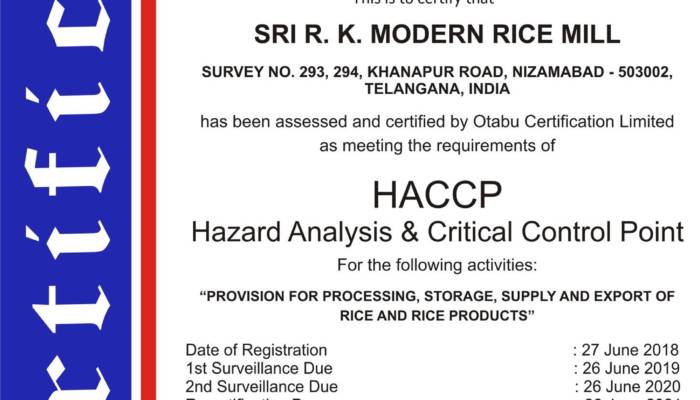 This is to certify that
SRI R. K. MODERN RICE MILL
SURVEY NO. 293, 294, KHANAPUR ROAD, NIZAMABAD - 503002,
TELANGANA, INDIA
has been assessed and certified by Otabu Certification Limited
as meeting the requirements of
HACCP
Hazard Analysis & Critical Control Point
For the following activities:
“PROVISION FOR PROCESSING, STORAGE, SUPPLY AND EXPORT OF
RICE AND RICE PRODUCTS”
Date of Registration : 27 June 2018
1st Surveillance Due : 26 June 2019
2nd Surveillance Due : 26 June 2020
rtific